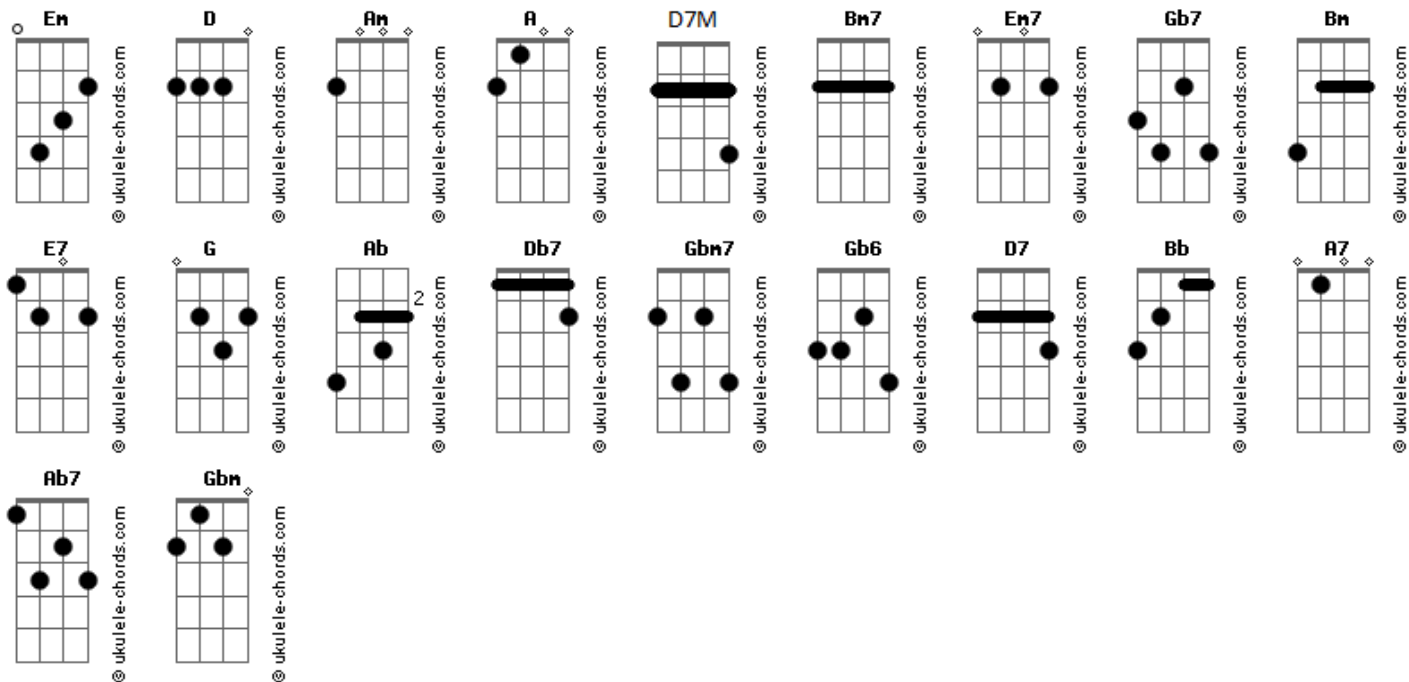 Em D Am A D7M Bm7 Em7 Gb7 Bm
© ukulele-chords.com © ukulele-chords.com © ukulele-chords.com © ukulele-chords.com © ukulele-chords.com © ukulele-chords.com © ukulele-chords.com © ukulele-chords.com © ukulele-chords.com
E7 G Ab Db7 Gbm7 Gb6 D7 Bb A7
2
© ukulele-chords.com © ukulele-chords.com © ukulele-chords.com © ukulele-chords.com © ukulele-chords.com © ukulele-chords.com © ukulele-chords.com © ukulele-chords.com © ukulele-chords.com
Ab7 Gbm
© ukulele-chords.com © ukulele-chords.com